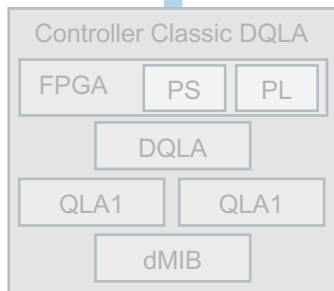 Controller Classic DQLA
FPGA PS PL
DQLA
QLA1 QLA1
dMIB